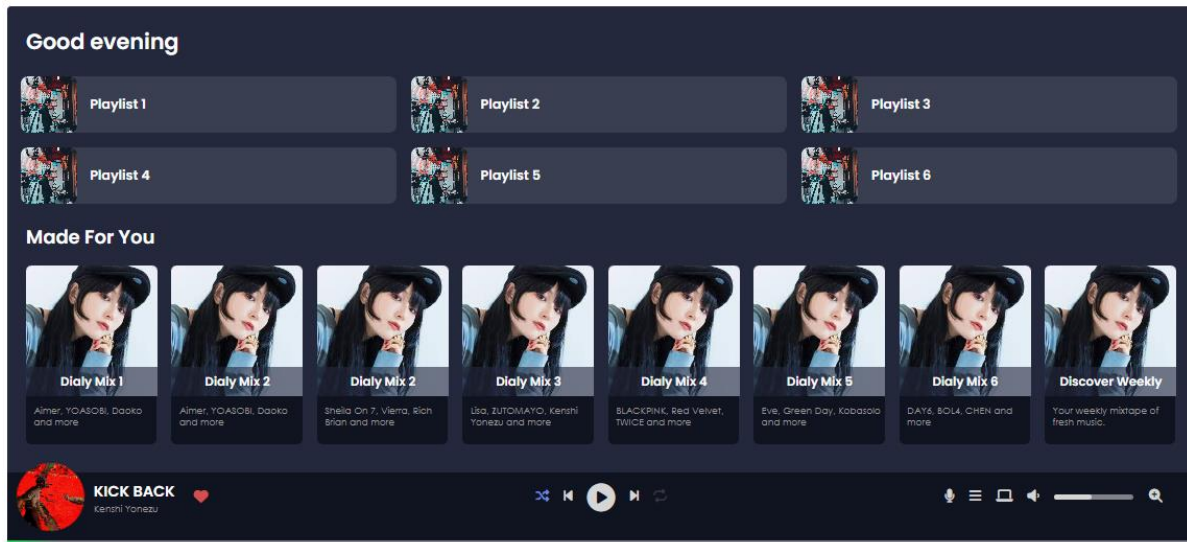 Good evening
Playlist 1
Playlist 2
Playlist 3
Playlist 4
Playlist 5
Playlist 6
Made For You
Dialy Mix 1
Aimer, YOASOBI, Daoko
and more
Dialy Mix 2
Aimer, YOASOBI, Daoko
and more
Dialy Mix 2
Sheila On 7, Vierra, Rich
Brian and more
Dialy Mix 3
Lisa, ZUTOMAYO, Kenshi
Yonezu and more
Dialy Mix 4
BLACKPINK, Red Velvet,
TWICE and more
Dialy Mix 5
Eve, Green Day, Kobasolo
and more
Dialy Mix 6
DAY6, BOL4, CHEN and
more
Discover Weekly
Your weekly mixtape of
fresh music.
KICK BACK
Kenshi Yonezu